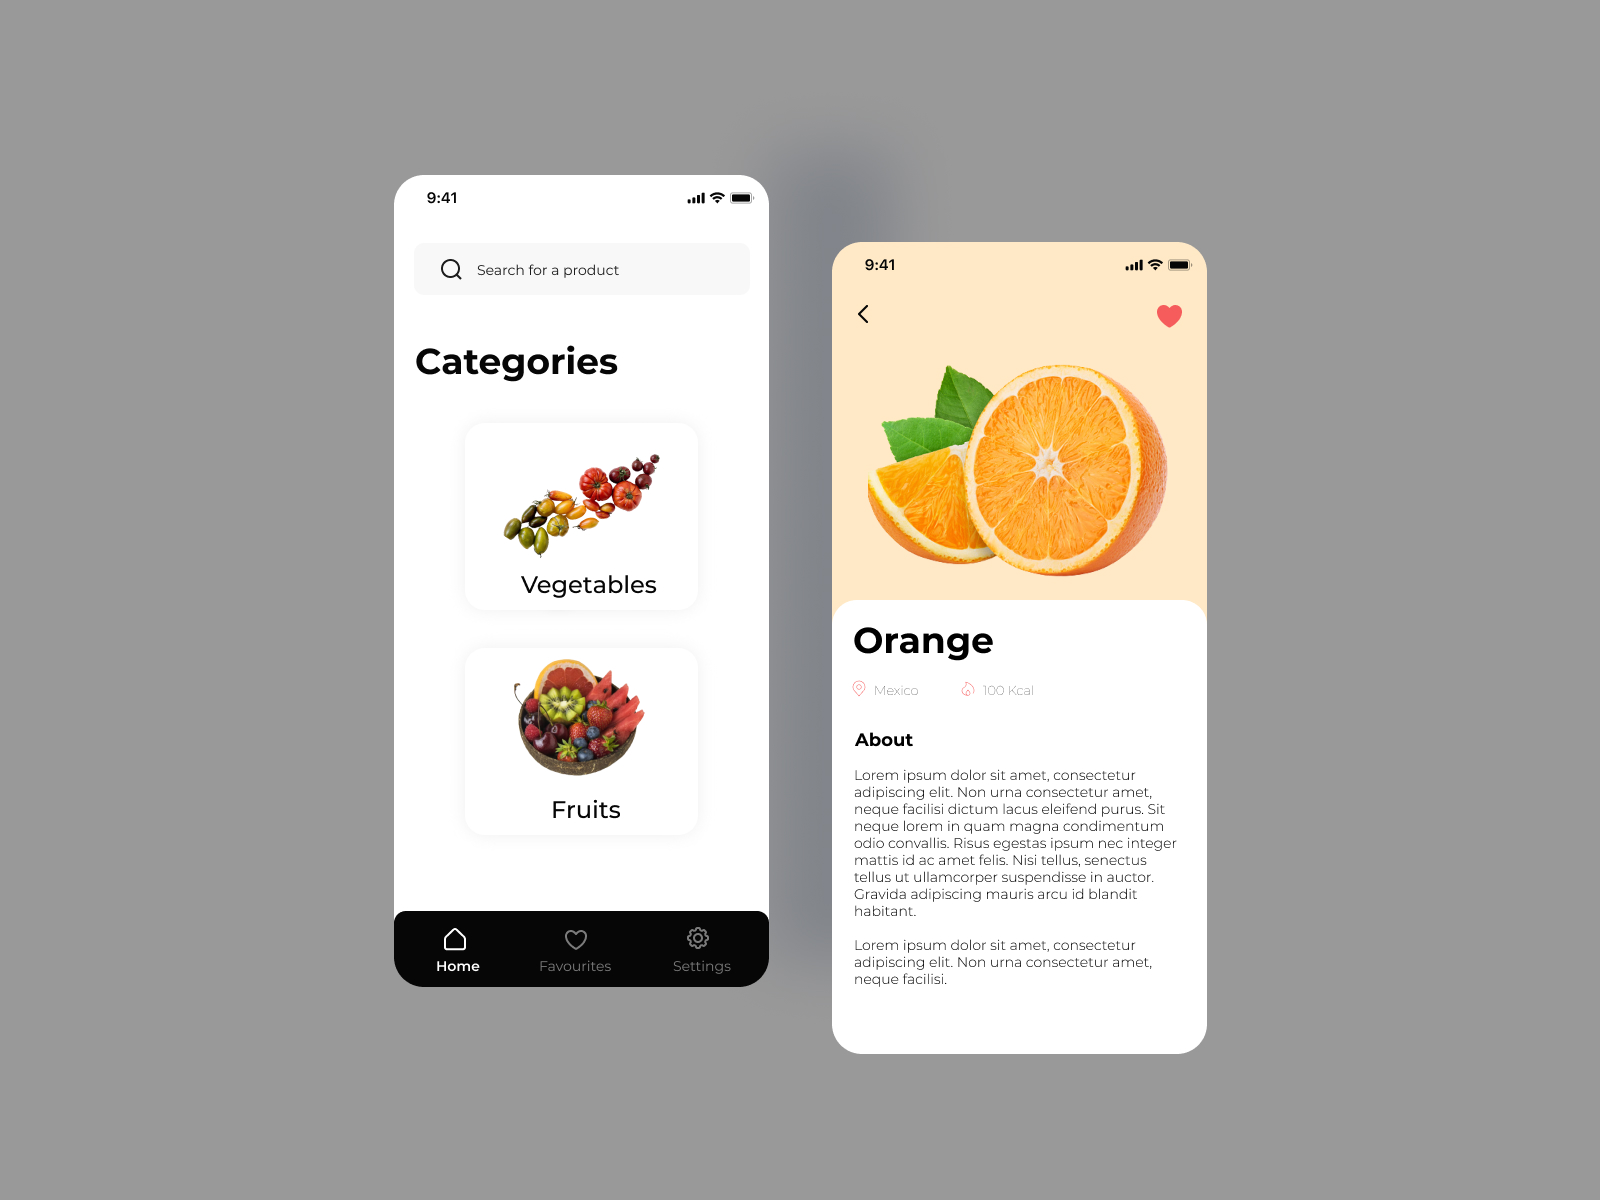 9:41
Search for a product
Categories
Vegetables
Fruits
Home
Favourites
Settings
9:41
Orange
Mexico
100 Kcal
About
Lorem ipsum dolor sit amet, consectetur
adipiscing elit. Non urna consectetur amet,
neque facilisi dictum lacus eleifend purus. Sit
neque lorem in quam magna condimentum
odio convallis. Risus egestas ipsum nec integer
mattis id ac amet felis. Nisi tellus, senectus
tellus ut ullamcorper suspendisse in auctor.
Gravida adipiscing mauris arcu id blandit
habitant.
Lorem ipsum dolor sit amet, consectetur
adipiscing elit. Non urna consectetur amet,
neque facilisi.